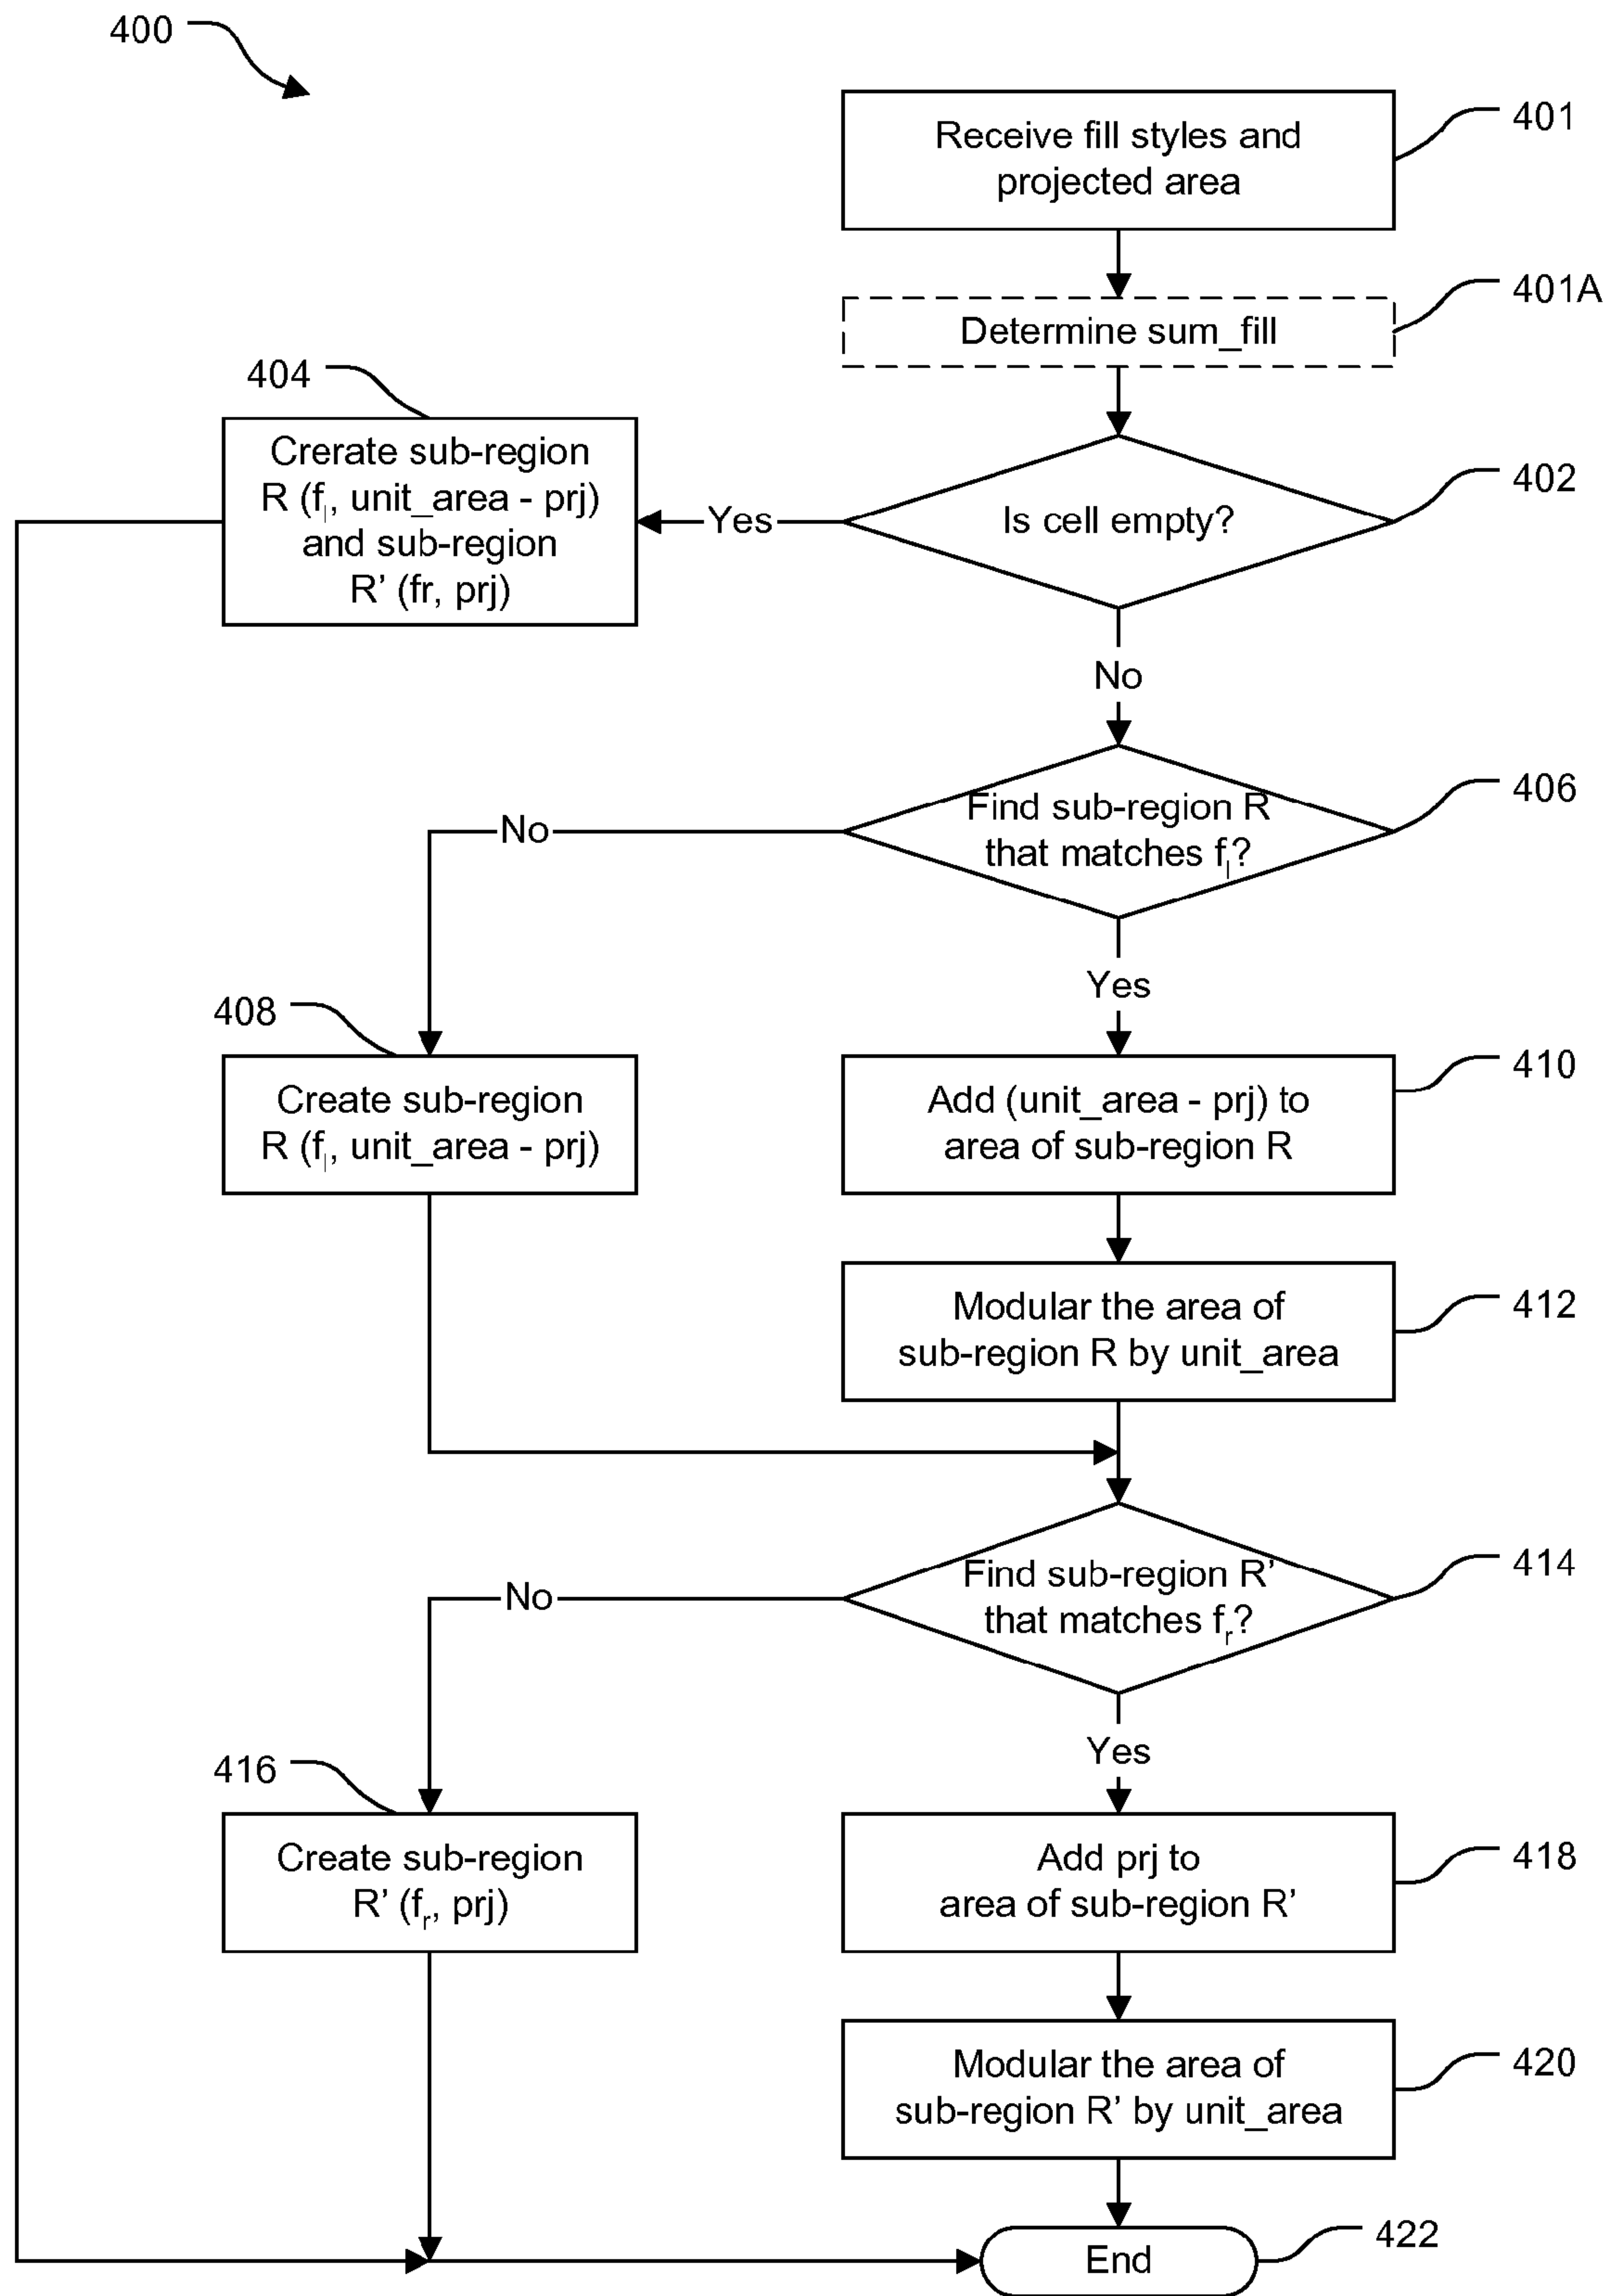 400
Receive fill styles and
projected area
401
Determine sum_fill
401A
404
Crerate sub-region
R (fl, unit_area - prj)
and sub-region
R’ (fr, prj)
Yes
Is cell empty?
402
No
Find sub-region R
that matches fl?
406
No
Yes
408
Create sub-region
R (fl, unit_area - prj)
Add (unit_area - prj) to
area of sub-region R
410
Modular the area of
sub-region R by unit_area
412
Find sub-region R’
that matches fr?
414
No
Yes
416
Create sub-region
R’ (fr, prj)
Add prj to
area of sub-region R’
418
Modular the area of
sub-region R’ by unit_area
420
End
422